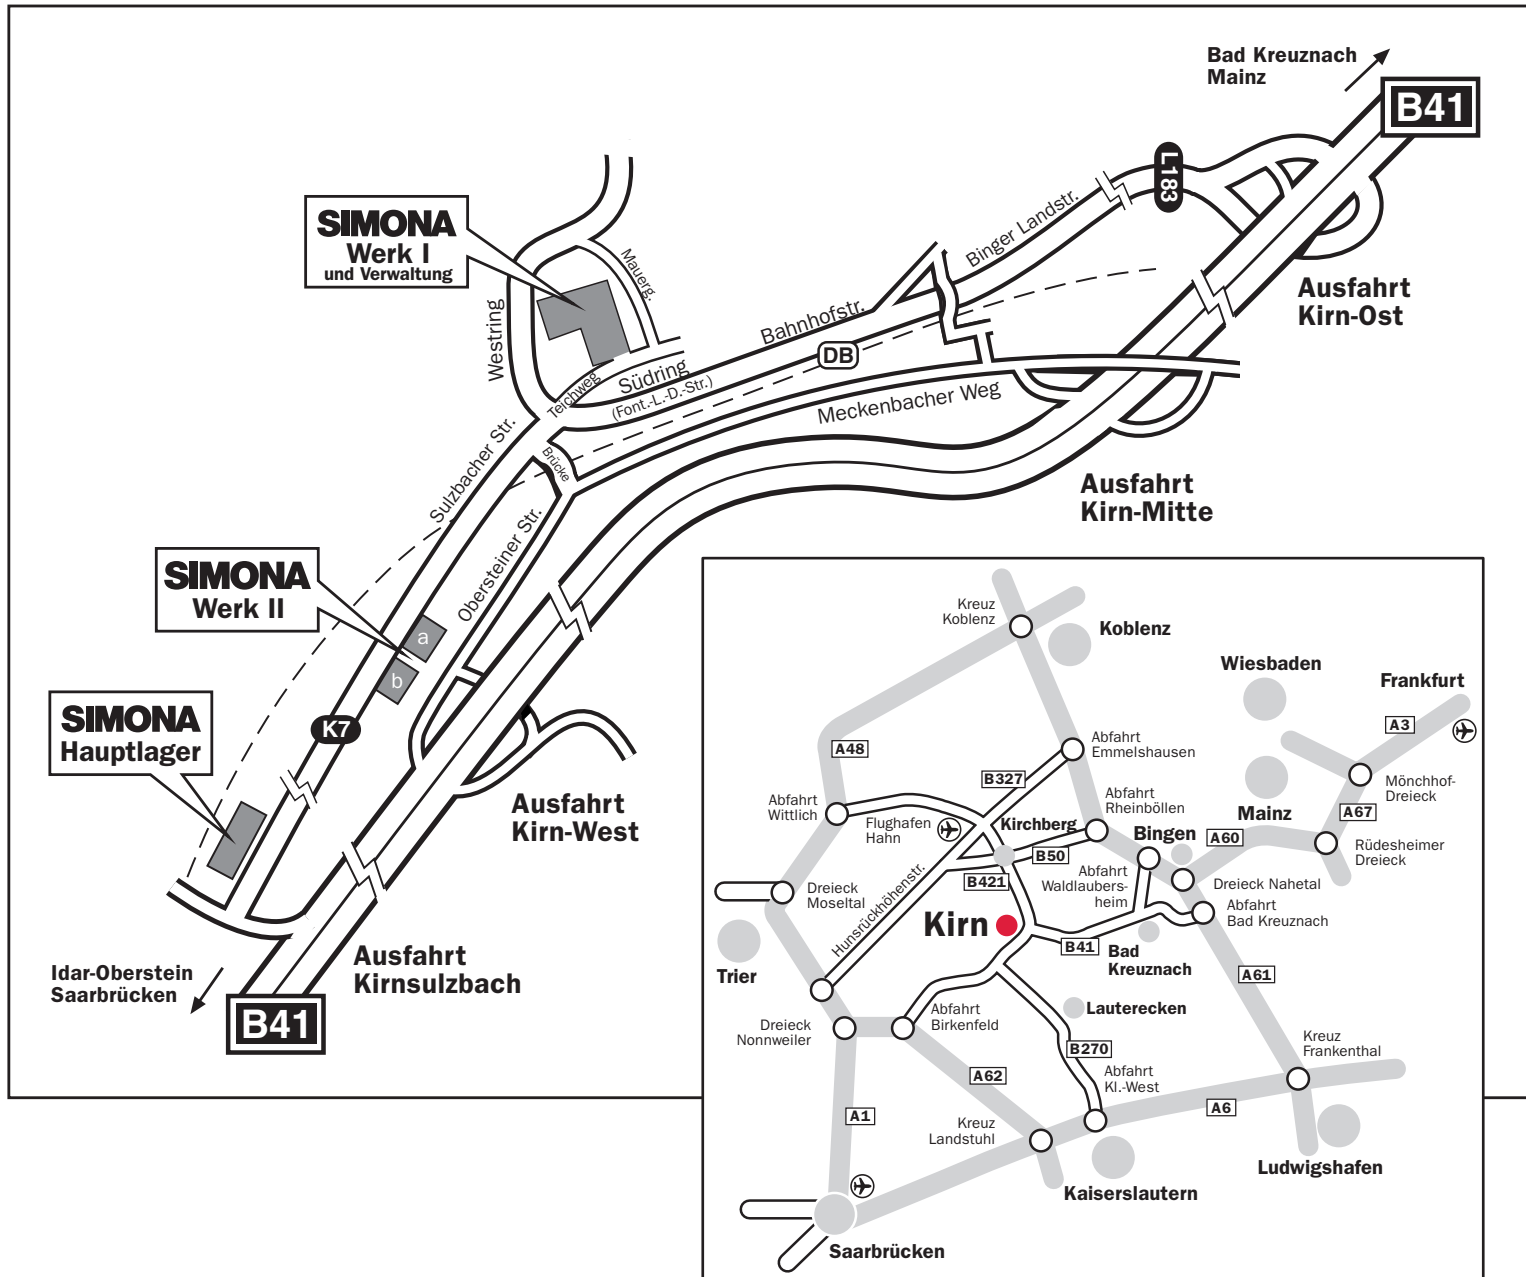 Bad Kreuznach
Mainz
B41
L183
SIMONA
Werk I
und Verwaltung
Mauerg.
Binger Landstr.
Westring
Bahnhofstr.
DB
Ausfahrt
Kirn-Ost
Teichweg
Südring
(Font.-L.-D.-Str.)
Meckenbacher Weg
Sulzbacher Str.
Brücke
Ausfahrt
Kirn-Mitte
Obersteiner Str.
SIMONA
Werk II
a
b
SIMONA
Hauptlager
K7
Ausfahrt
Kirn-West
Ausfahrt
Kirnsulzbach
Idar-Oberstein
Saarbrücken
B41
Kreuz
Koblenz
Koblenz
Wiesbaden
Frankfurt
A3
A48
Abfahrt
Emmelshausen
B327
Mönchhof-
Dreieck
Abfahrt
Wittlich
Flughafen
Hahn
Abfahrt
Rheinböllen
Kirchberg
Bingen
Mainz
A67
A60
Rüdesheimer
Dreieck
B50
B421
Abfahrt
Waldlaubers-
heim
Dreieck Nahetal
Dreieck
Moseltal
Hunsrückhöhenstr.
Abfahrt
Bad Kreuznach
Kirn
B41
Bad
Kreuznach
Trier
A61
Lauterecken
Abfahrt
Birkenfeld
Dreieck
Nonnweiler
B270
Kreuz
Frankenthal
A62
Abfahrt
Kl.-West
A1
A6
Kreuz
Landstuhl
Ludwigshafen
Kaiserslautern
Saarbrücken